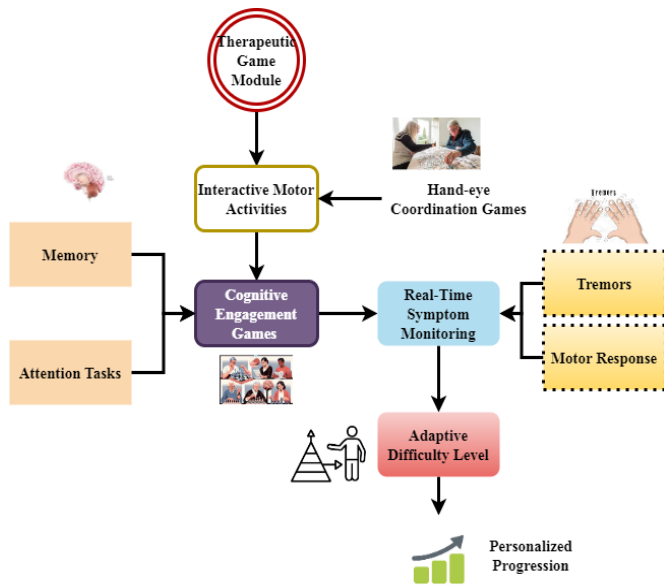 Therapeutic
Game
Module
Interactive Motor
Activities
Hand-eye
Coordination Games
Tremors
Memory
Cognitive
Engagement
Games
Real-Time
Symptom
Monitoring
Tremors
Attention Tasks
Motor Response
Adaptive
Difficulty Level
Personalized
Progression